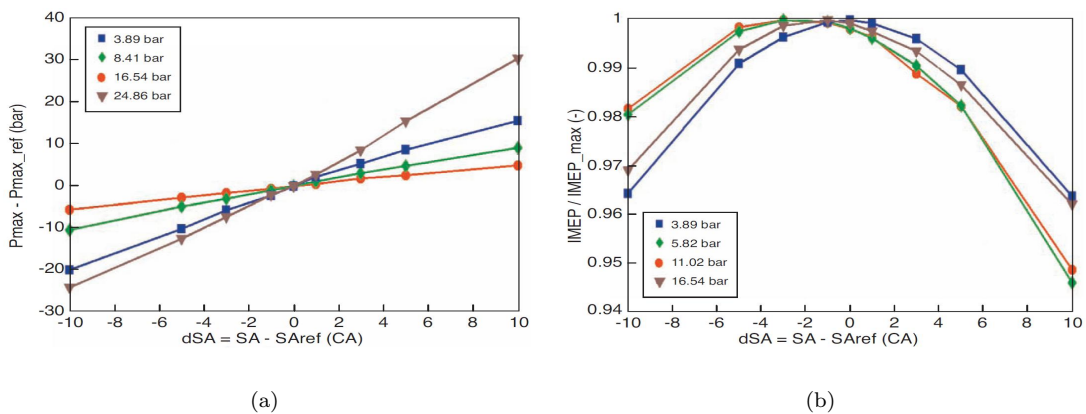 40
30
20
10
0
-10
-20
-30
Pmax - Pmax_ref (bar)
3.89 bar
8.41 bar
16.54 bar
24.86 bar
-10 -8 -6 -4 -2 0 2 4 6 8 10
dSA = SA - SAref (CA)
(a)
1
0.99
0.98
0.97
0.96
0.95
0.94
IMEP / IMEP_max (-)
3.89 bar
5.82 bar
11.02 bar
16.54 bar
-10 -8 -6 -4 -2 0 2 4 6 8 10
dSA = SA - SAref (CA)
(b)